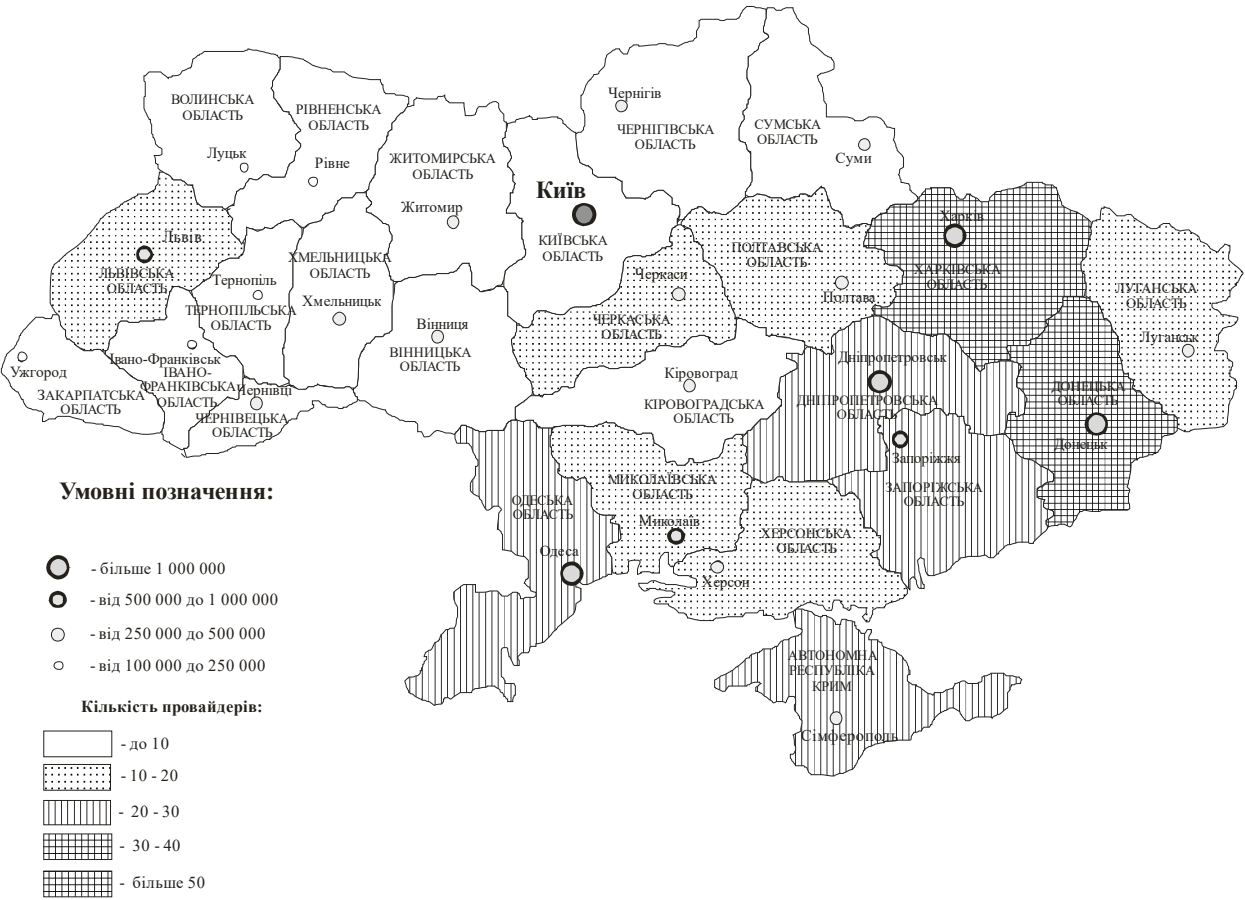 Чернігів
ВОЛИНСЬКА
ОБЛАСТЬ
РІВНЕНСЬКА
ОБЛАСТЬ
ЧЕРНІГІВСЬКА
ОБЛАСТЬ
СУМСЬКА
ОБЛАСТЬ
Суми
Луцьк
Рівне
ЖИТОМИРСЬКА
ОБЛАСТЬ
Житомир
Київ
КИЇВСЬКА
ОБЛАСТЬ
Харків
ХАРКІВСЬКА
ОБЛАСТЬ
Львів
ЛЬВІВСЬКА
ОБЛАСТЬ
ХМЕЛЬНИЦЬКА
ОБЛАСТЬ
Хмельницьк
Тернопіль
ТЕРНОПІЛЬСЬКА
ОБЛАСТЬ
ПОЛТАВСЬКА
ОБЛАСТЬ
Полтава
Черкаси
ЧЕРКАСЬКА
ОБЛАСТЬ
ЛУГАНСЬКА
ОБЛАСТЬ
Луганськ
Вінниця
ВІННИЦЬКА
ОБЛАСТЬ
Івано-Франківськ
ІВАНО-
ФРАНКІВСЬКА
ОБЛАСТЬ
Ужгород
ЗАКАРПАТСЬКА
ОБЛАСТЬ
Чернівці
ЧЕРНІВЕЦЬКА
ОБЛАСТЬ
Кіровоград
КІРОВОГРАДСЬКА
ОБЛАСТЬ
Дніпропетровськ
ДНІПРОПЕТРОВСЬКА
ОБЛАСТЬ
ДОНЕЦЬКА
ОБЛАСТЬ
Донецьк
Запоріжжя
ЗАПОРІЖСЬКА
ОБЛАСТЬ
МИКОЛАЇВСЬКА
ОБЛАСТЬ
Миколаїв
ОДЕСЬКА
ОБЛАСТЬ
Одеса
ХЕРСОНСЬКА
ОБЛАСТЬ
Херсон
АВТОНОМНА
РЕСПУБЛІКА
КРИМ
Сімферополь
Умовні позначення:
- більше 1 000 000
- від 500 000 до 1 000 000
- від 250 000 до 500 000
- від 100 000 до 250 000
Кількість провайдерів:
- до 10
- 10 - 20
- 20 - 30
- 30 - 40
- більше 50